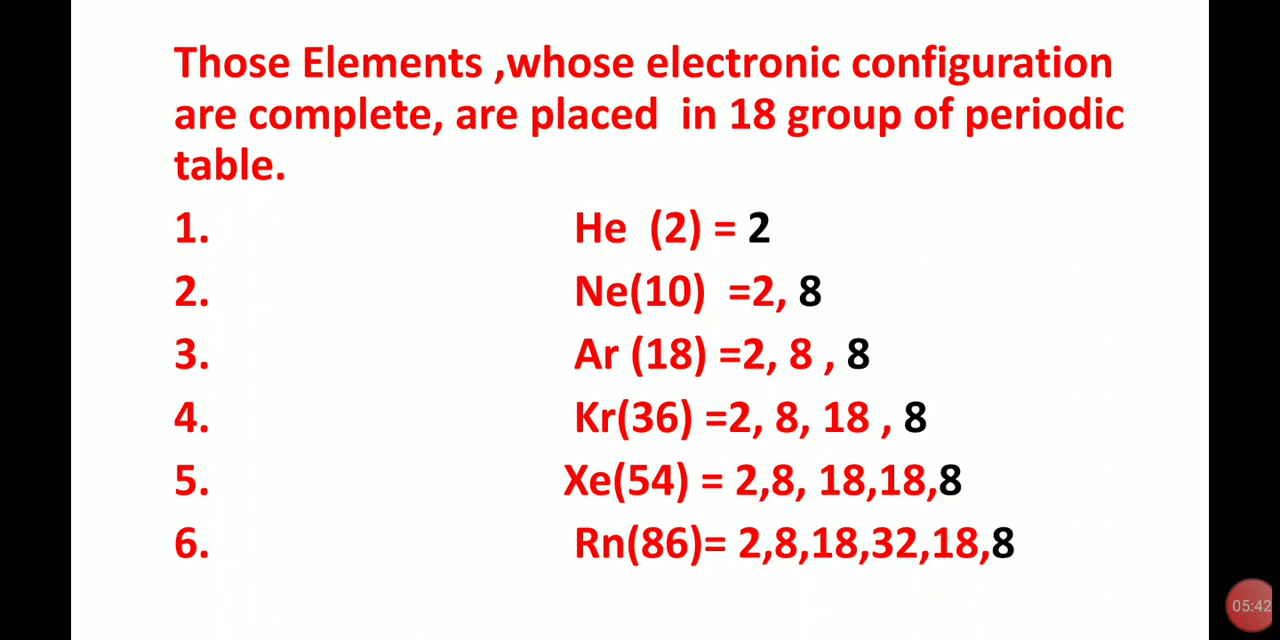 Those Elements ,whose electronic configuration
are complete, are placed in 18 group of periodic
table.
1. He (2) = 2
2. Ne(10) =2, 8
3. Ar (18) =2, 8 , 8
4. Kr(36) =2, 8, 18 , 8
5. Xe(54) = 2,8, 18,18,8
6. Rn(86)= 2,8,18,32,18,8
05:42